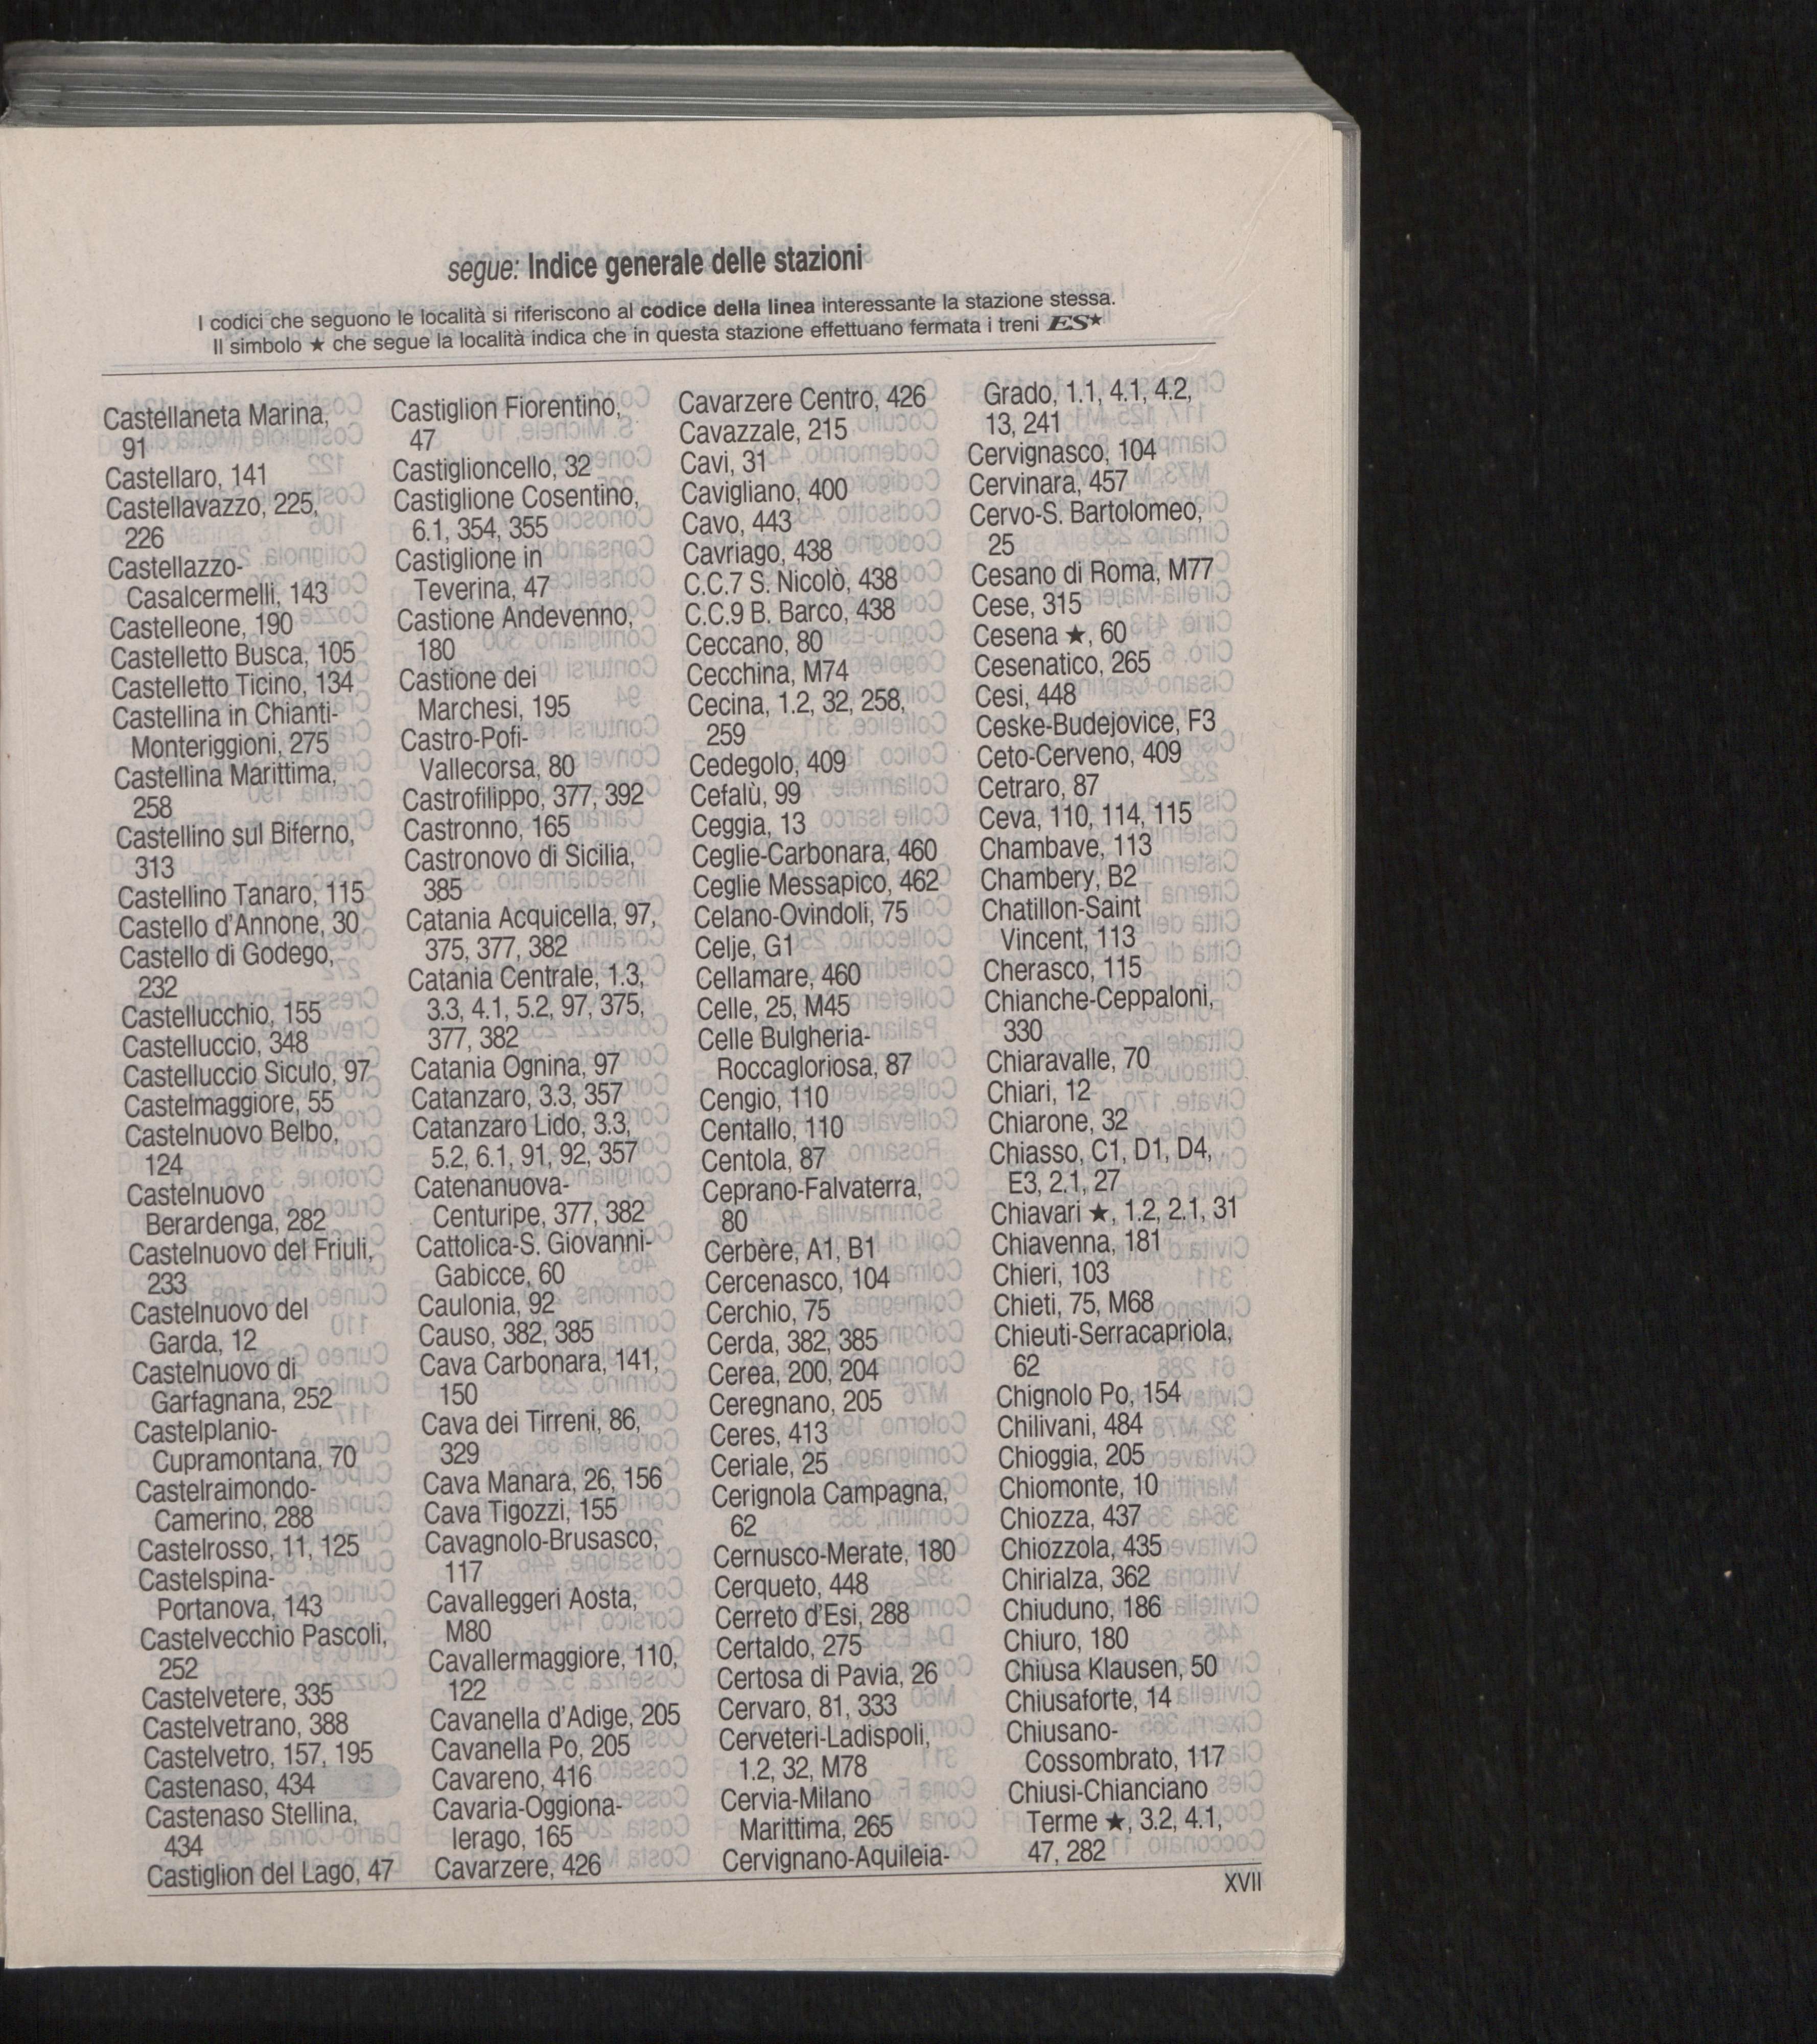 segue: Indice generale delle stazioni
I codici che seguono le località si riferiscono al codice della linea interessante la stazione stessa.
Il simbolo ★ che segue la località indica che in questa stazione effettuano fermata i treni ES★
Castellaneta Marina,
91
Castellaro, 141
Castellavazzo, 225,
226
Castellazzo-
Casalcermelli, 143
Castelleone, 190
Castelletto Busca, 105
Castelletto Ticino, 134
Castellina in Chianti-
Monteriggioni, 275
Castellina Marittima,
258
Castellino sul Biferno,
313
Castellino Tanaro, 115
Castello d'Annone, 30
Castello di Godego,
232
Castellucchio, 155
Castelluccio, 348
Castelluccio Siculo, 97
Castelmaggiore, 55
Castelnuovo Belbo,
124
Castelnuovo
Berardenga, 282
Castelnuovo del Friuli,
233
Castelnuovo del
Garda, 12
Castelnuovo di
Garfagnana, 252
Castelplanio-
Cupramontana, 70
Castelraimondo-
Camerino, 288
Castelrosso, 11, 125
Castelspina-
Portanova, 143
Castelvecchio Pascoli,
252
Castelvetere, 335
Castelvetrano, 388
Castelvetro, 157, 195
Castenaso, 434
Castenaso Stellina,
434
Castiglion del Lago, 47
Castiglion Fiorentino,
47
Castiglioncello, 32
Castiglione Cosentino,
6.1, 354, 355
Castiglione in
Teverina, 47
Castione Andevenno,
180
Castione dei
Marchesi, 195
Castro-Pofi-
Vallecorsa, 80
Castrofilippo, 377, 392
Castronno, 165
Castronovo di Sicilia,
385
Catania Acquicella, 97,
375, 377, 382
Catania Centrale, 1.3,
3.3, 4.1, 5.2, 97, 375,
377, 382
Catania Ognina, 97
Catanzaro, 3.3, 357
Catanzaro Lido, 3.3,
5.2, 6.1, 91, 92, 357
Catenanuova-
Centuripe, 377, 382
Cattolica-S. Giovanni-
Gabicce, 60
Caulonia, 92
Causo, 382, 385
Cava Carbonara, 141,
150
Cava dei Tirreni, 86,
329
Cava Manara, 26, 156
Cava Tigozzi, 155
Cavagnolo-Brusasco,
117
Cavalleggeri Aosta,
M80
Cavallermaggiore, 110,
122
Cavanella d'Adige, 205
Cavanella Po, 205
Cavareno, 416
Cavaria-Oggiona-
Ierago, 165
Cavarzere, 426
Cavarzere Centro, 426
Cavazzale, 215
Cavi, 31
Cavigliano, 400
Cavo, 443
Cavriago, 438
C.C.7 S. Nicolò, 438
C.C.9 B. Barco, 438
Ceccano, 80
Cecchina, M74
Cecina, 1.2, 32, 258,
259
Cedegolo, 409
Cefalù, 99
Ceggia, 13
Ceglie-Carbonara, 460
Ceglie Messapico, 462
Celano-Ovindoli, 75
Celje, G1
Cellamare, 460
Celle, 25, M45
Celle Bulgheria-
Roccagloriosa, 87
Cengio, 110
Centallo, 110
Centola, 87
Ceprano-Falvaterra,
80
Cerbère, A1, B1
Cercenasco, 104
Cerchio, 75
Cerda, 382, 385
Cerea, 200, 204
Ceregnano, 205
Ceres, 413
Ceriale, 25
Cerignola Campagna,
62
Cernusco-Merate, 180
Cerqueto, 448
Cerreto d'Esi, 288
Certaldo, 275
Certosa di Pavia, 26
Cervaro, 81, 333
Cerveteri-Ladispoli,
1.2, 32, M78
Cervia-Milano
Marittima, 265
Cervignano-Aquileia-
Grado, 1.1, 4.1, 4.2,
13, 241
Cervignasco, 104
Cervinara, 457
Cervo-S. Bartolomeo,
25
Cesano di Roma, M77
Cese, 315
Cesena ★, 60
Cesenatico, 265
Cesi, 448
Ceske-Budejovice, F3
Ceto-Cerveno, 409
Cetraro, 87
Ceva, 110, 114, 115
Chambave, 113
Chambery, B2
Chatillon-Saint
Vincent, 113
Cherasco, 115
Chianche-Ceppaloni,
330
Chiaravalle, 70
Chiari, 12
Chiarone, 32
Chiasso, C1, D1, D4,
E3, 2.1, 27
Chiavari ★, 1.2, 2.1, 31
Chiavenna, 181
Chieri, 103
Chieti, 75, M68
Chieuti-Serracapriola,
62
Chignolo Po, 154
Chilivani, 484
Chioggia, 205
Chiomonte, 10
Chiozza, 437
Chiozzola, 435
Chirialza, 362
Chiuduno, 186
Chiuro, 180
Chiusa Klausen, 50
Chiusaforte, 14
Chiusano-
Cossombrato, 117
Chiusi-Chianciano
Terme ★, 3.2, 4.1,
47, 282
XVII